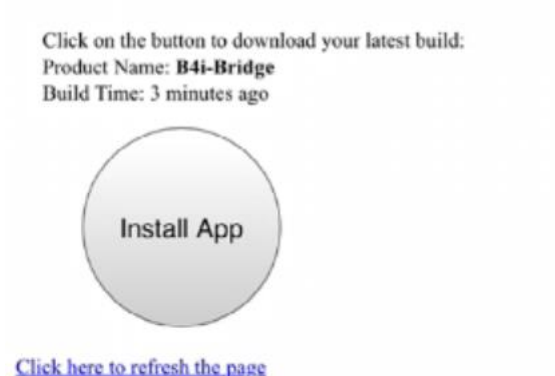 Click on the button to download your latest build:
Product Name: B4i-Bridge
Build Time: 3 minutes ago
Install App
Click here to refresh the page